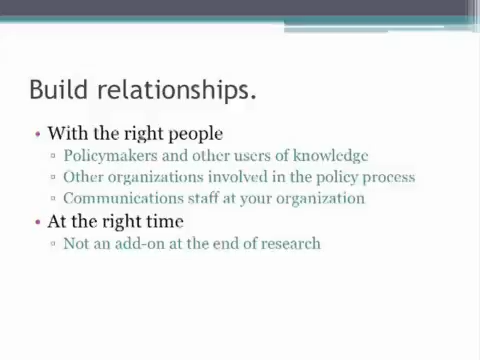 Build relationships.
• With the right people
▫ Policymakers and other users of knowledge
▫ Other organizations involved in the policy process
▫ Communications staff at your organization
• At the right time
▫ Not an add-on at the end of research